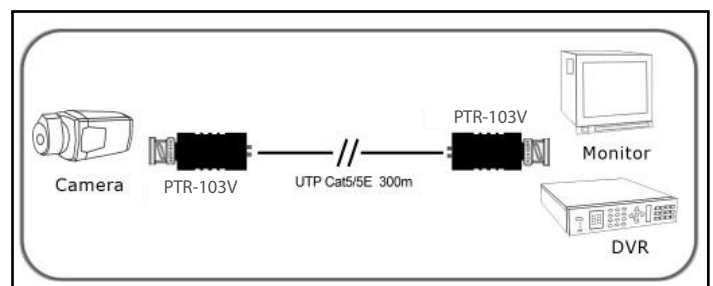 PTR-103V
Monitor
Camera
PTR-103V
UTP Cat5/5E 300m
DVR